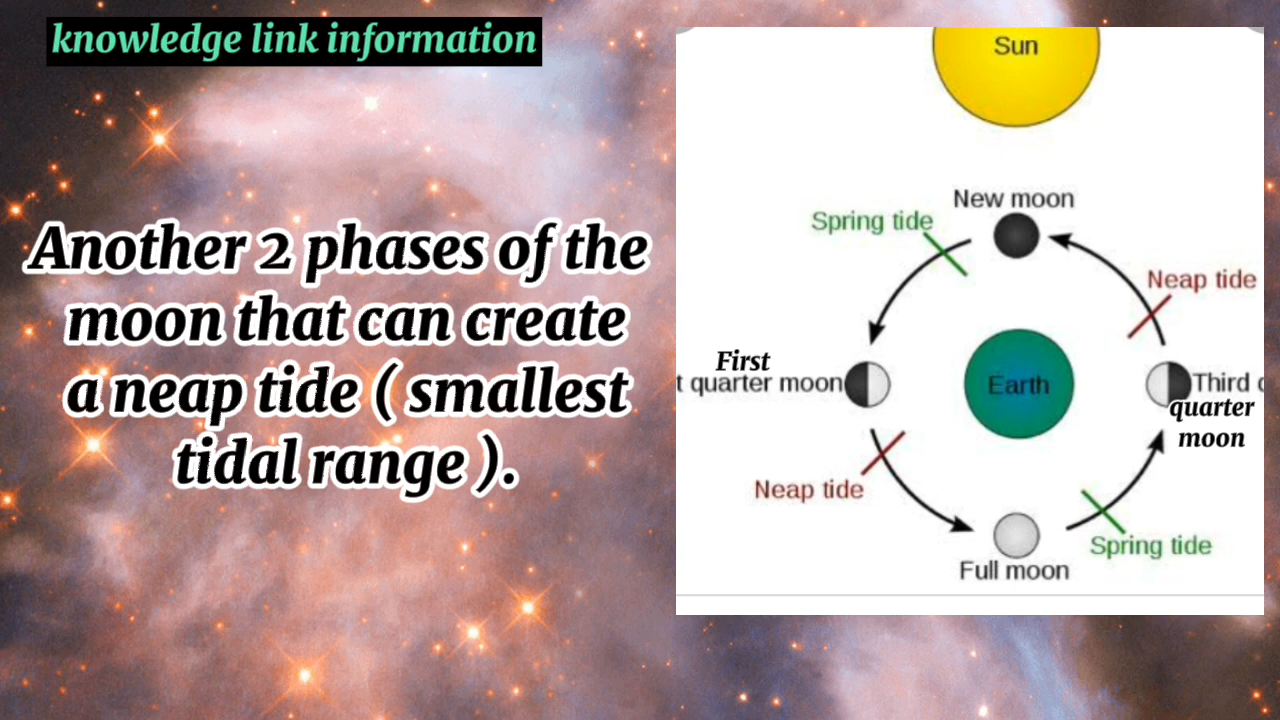 knowledge link information
Another 2 phases of the
moon that can create
a neap tide ( smallest
tidal range ).
Sun
New moon
Spring tide
Neap tide
First
t quarter moon
Earth
Third q
quarter
moon
Neap tide
Spring tide
Full moon